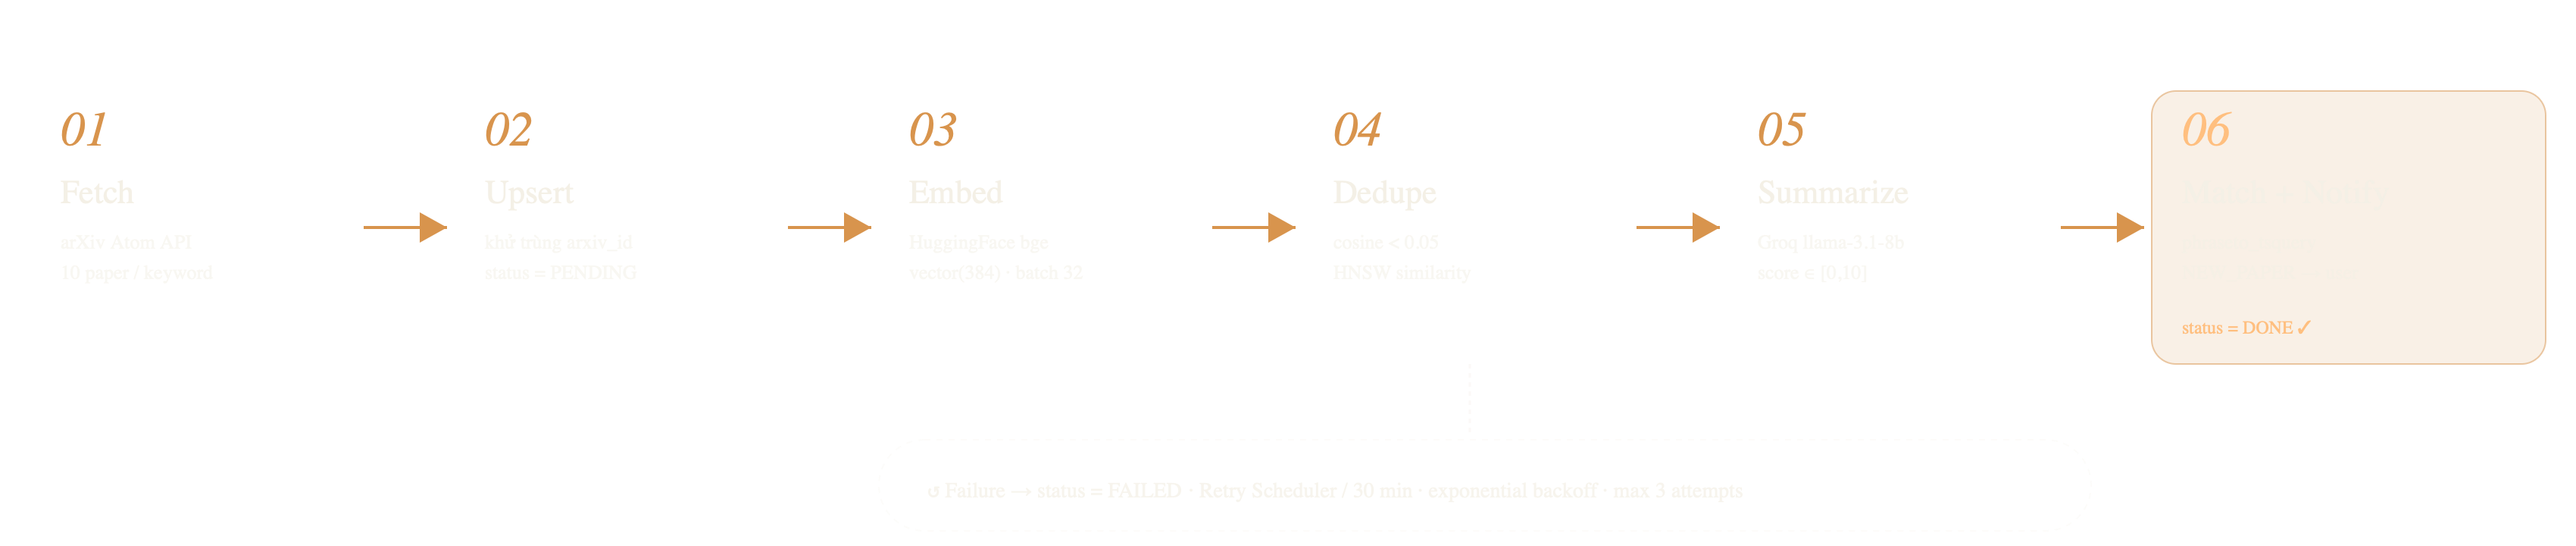 01
Fetch
arXiv Atom API
10 paper / keyword
02
Upsert
khử trùng arxiv_id
status = PENDING
03
Embed
HuggingFace bge
vector(384) · batch 32
04
Dedupe
cosine < 0.05
HNSW similarity
05
Summarize
Groq llama-3.1-8b
score ∈ [0,10]
06
Match + Notify
status = DONE ✓
↺ Failure → status = FAILED · Retry Scheduler / 30 min · exponential backoff · max 3 attempts